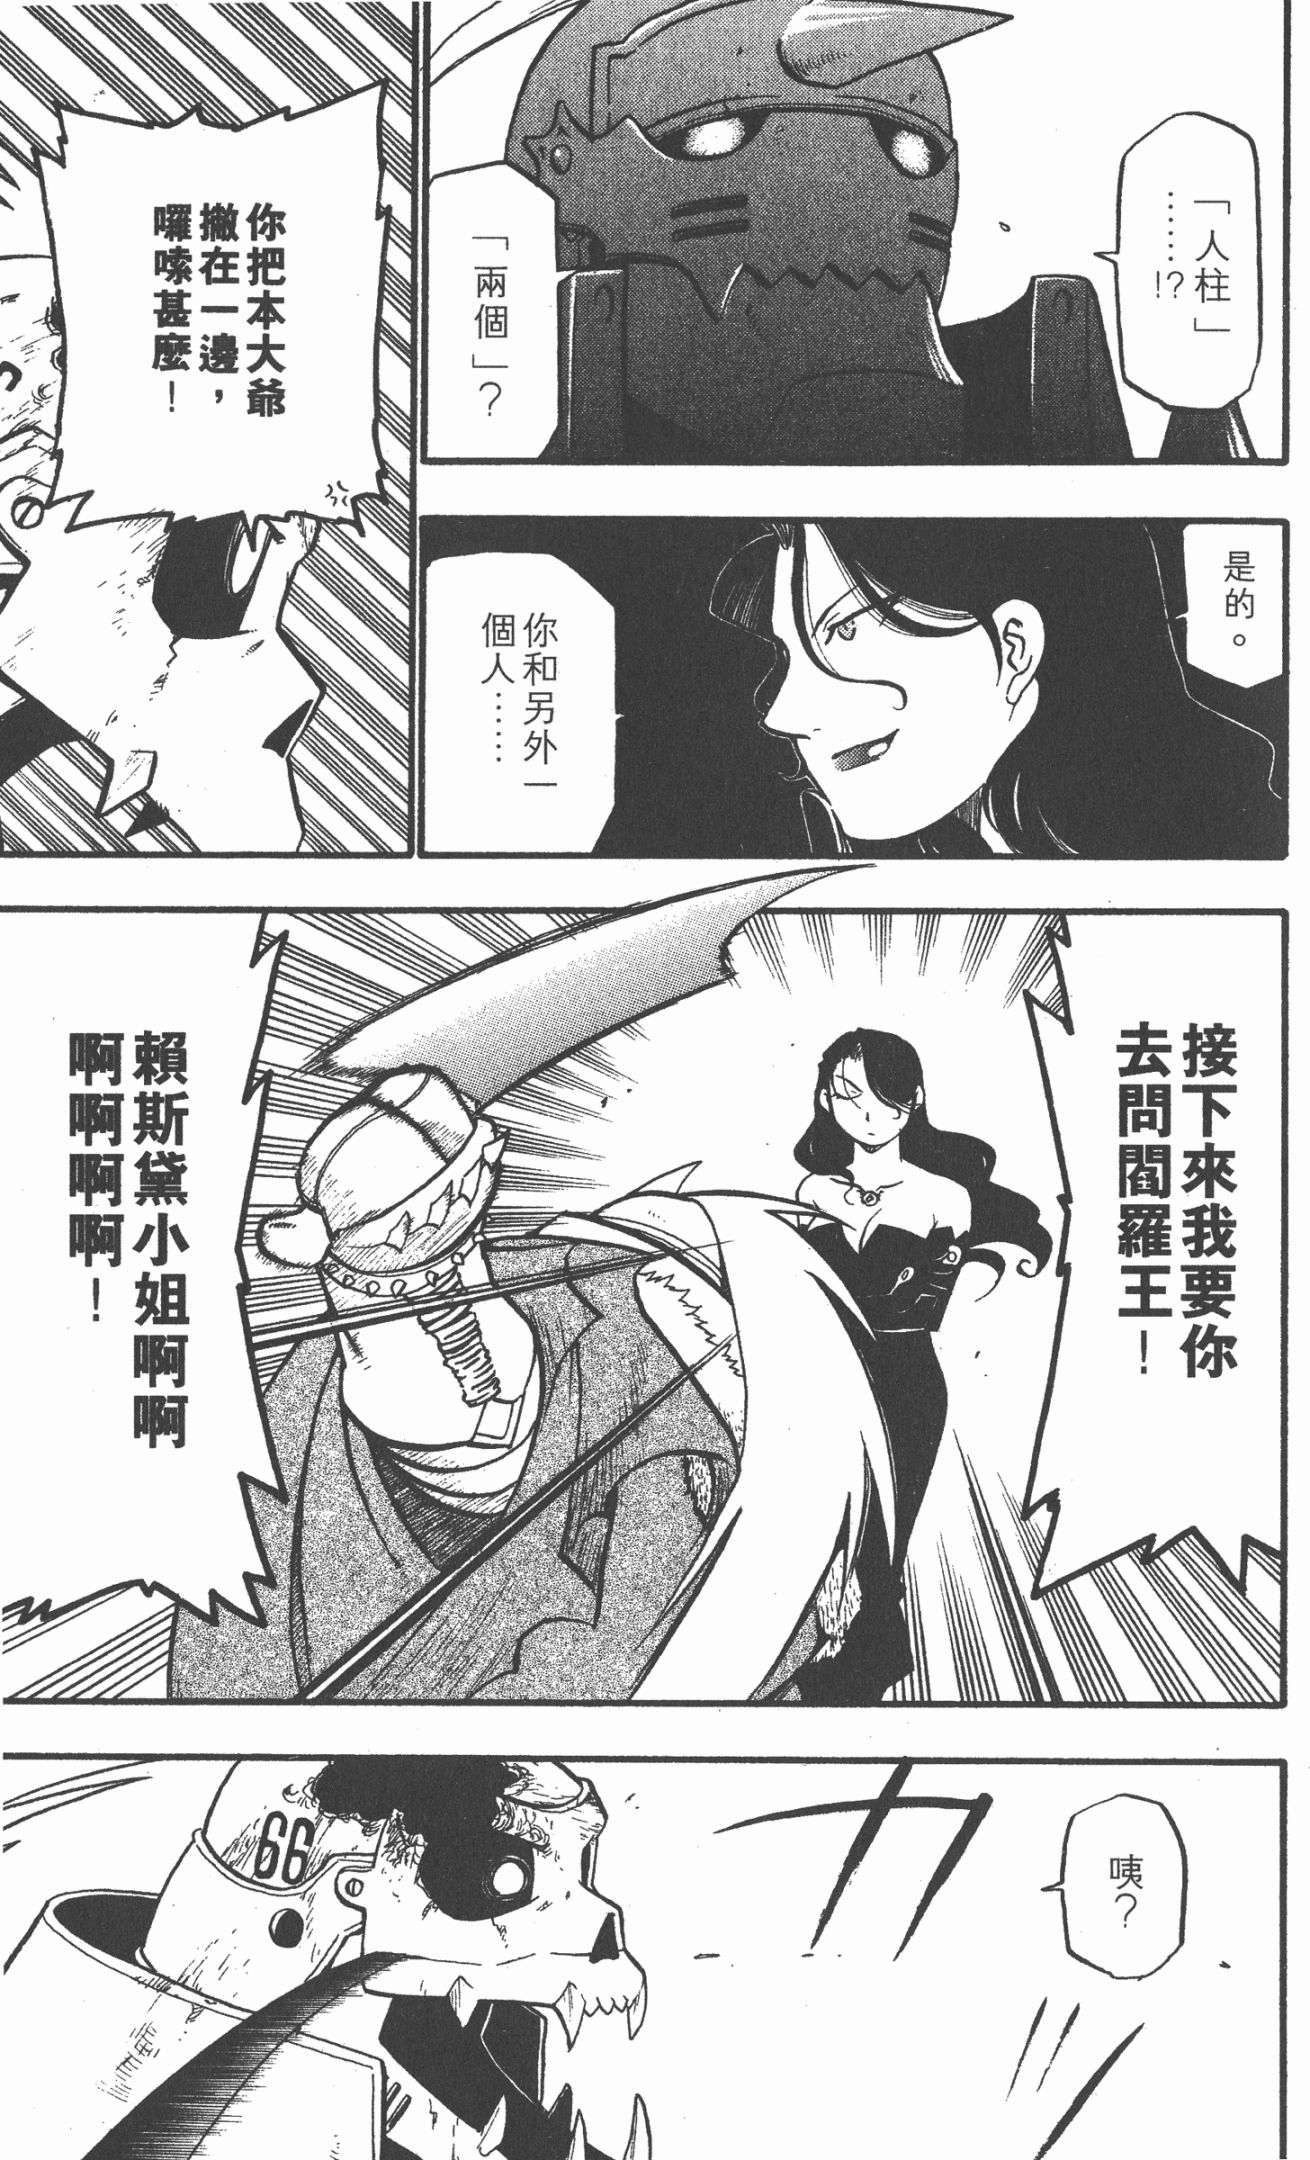 「人柱」
……!?
「兩個」?
是的。
你和另外一
個人……
你把本大爺
撇在一邊,
囉嗦甚麼!
接下來我要你
去問閻羅王!
賴斯黛小姐啊啊
啊啊啊啊!
咦?
66